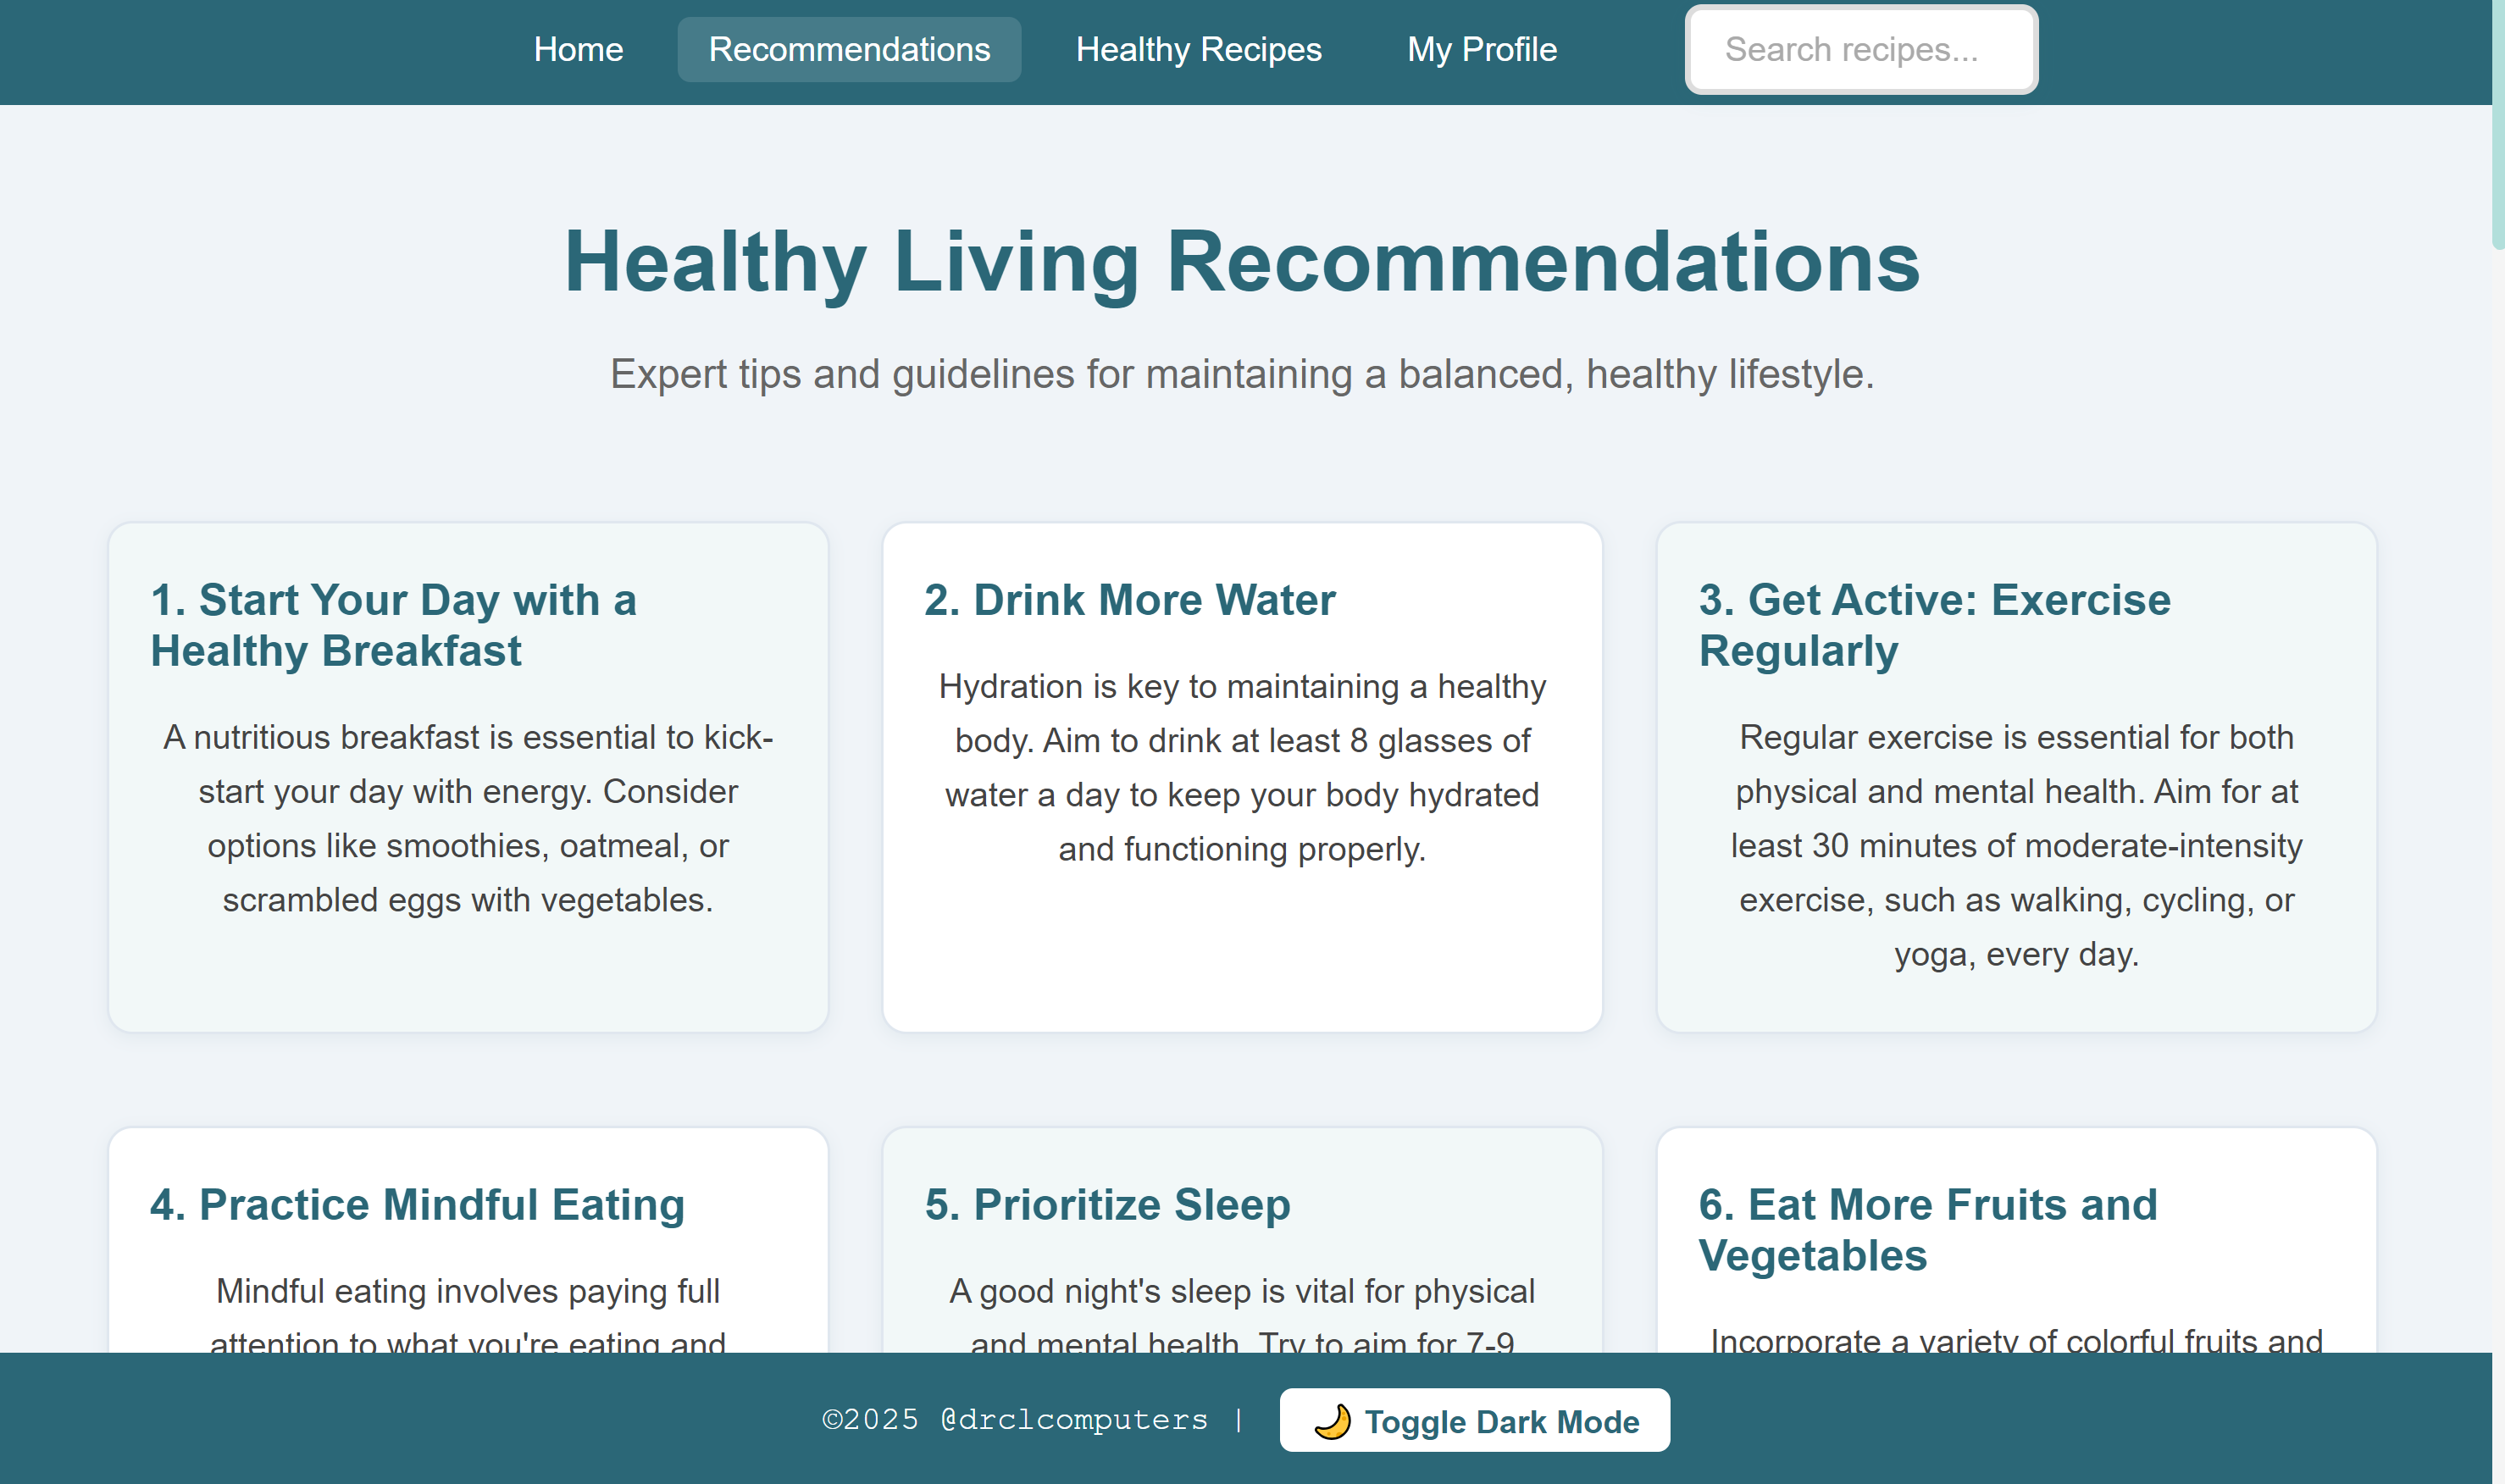 Home
Recommendations
Healthy Recipes
My Profile
Search recipes...
Healthy Living Recommendations
Expert tips and guidelines for maintaining a balanced, healthy lifestyle.
1. Start Your Day with a
Healthy Breakfast
A nutritious breakfast is essential to kick-
start your day with energy. Consider
options like smoothies, oatmeal, or
scrambled eggs with vegetables.
2. Drink More Water
Hydration is key to maintaining a healthy
body. Aim to drink at least 8 glasses of
water a day to keep your body hydrated
and functioning properly.
3. Get Active: Exercise
Regularly
Regular exercise is essential for both
physical and mental health. Aim for at
least 30 minutes of moderate-intensity
exercise, such as walking, cycling, or
yoga, every day.
4. Practice Mindful Eating
Mindful eating involves paying full
attention to what you're eating and
5. Prioritize Sleep
A good night's sleep is vital for physical
and mental health. Try to aim for 7-9
6. Eat More Fruits and
Vegetables
Incorporate a variety of colorful fruits and
©2025 @drclcomputers |
🌙 Toggle Dark Mode